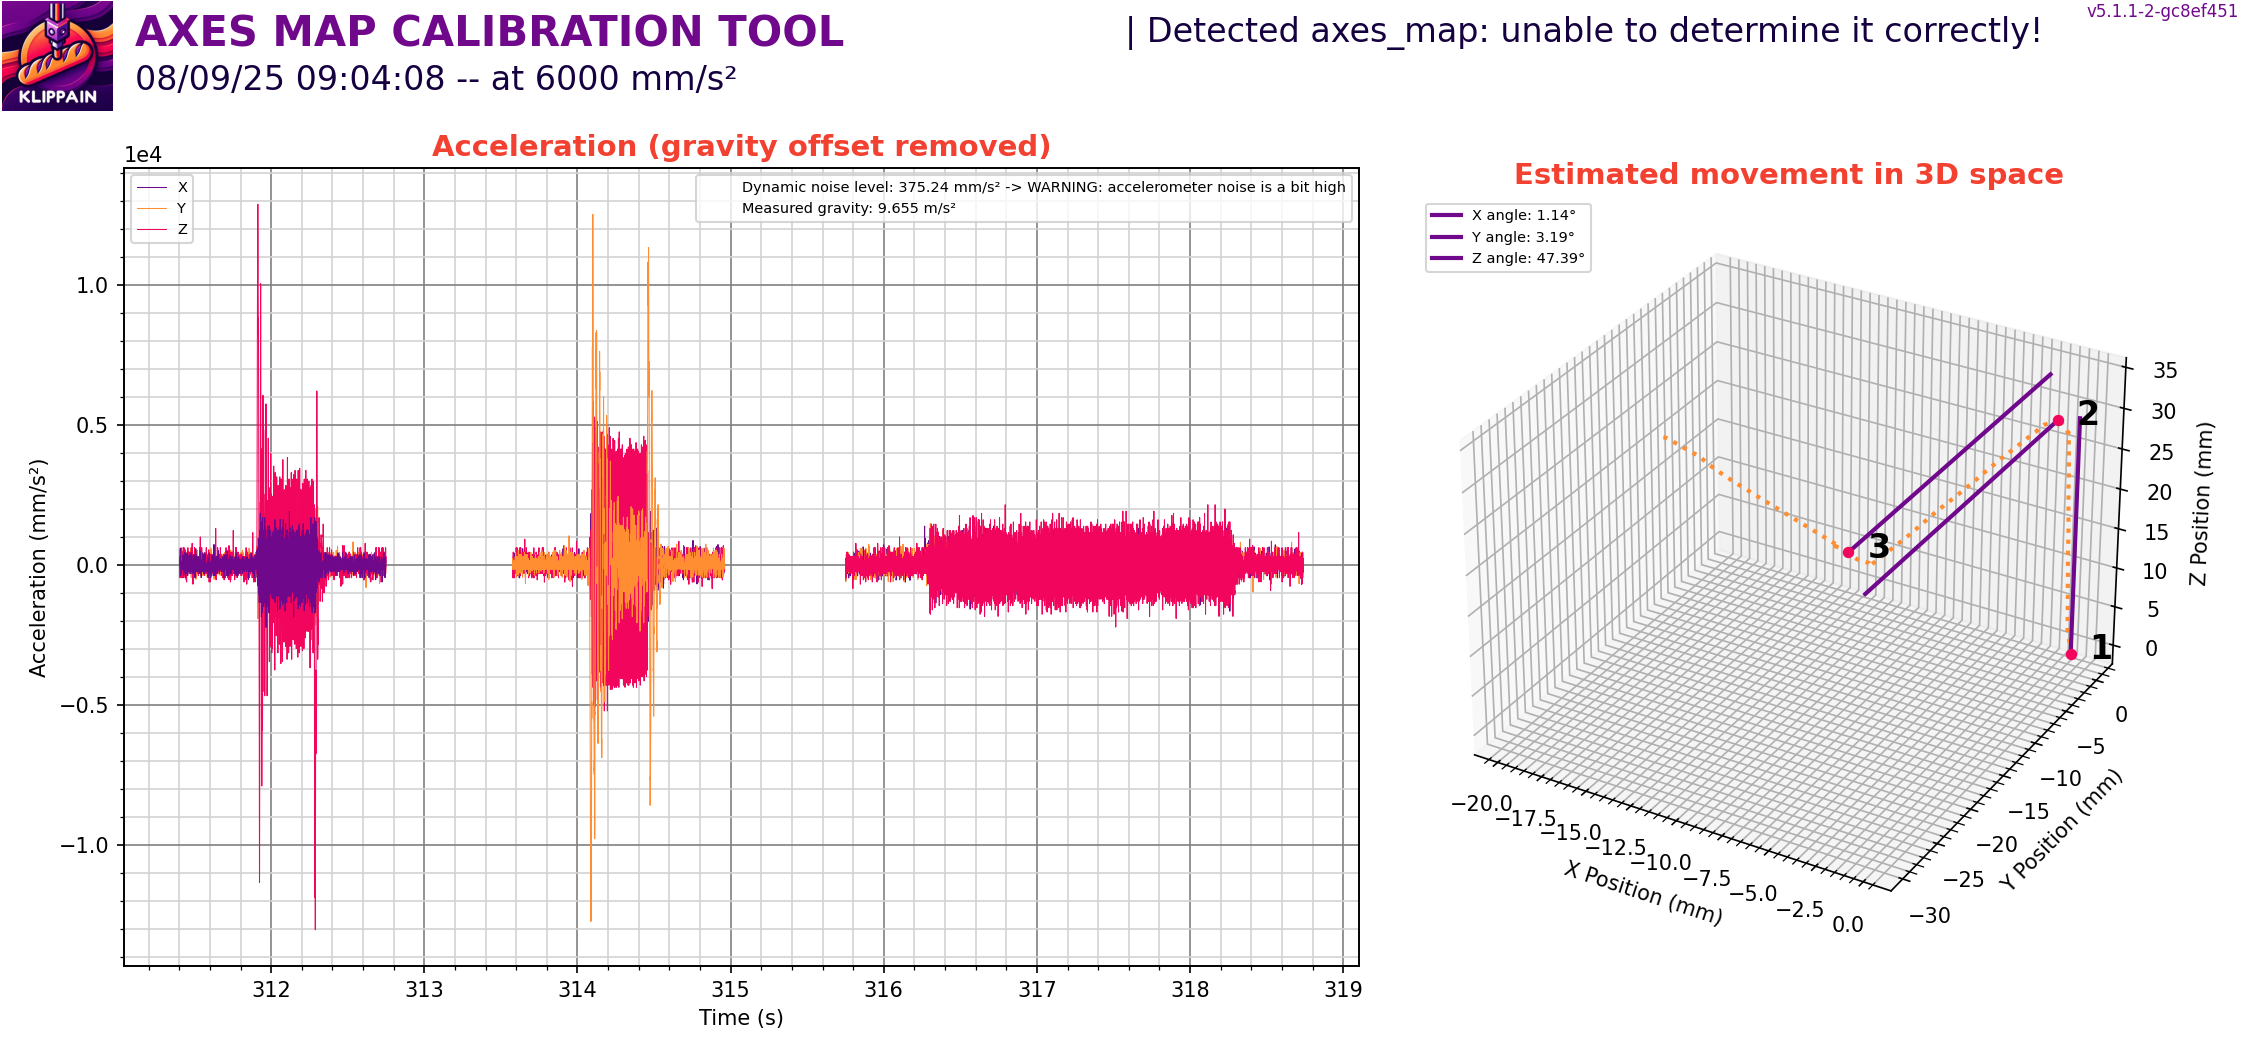 AXES MAP CALIBRATION TOOL
| Detected axes_map: unable to determine it correctly!
v5.1.1-2-gc8ef451
08/09/25 09:04:08 -- at 6000 mm/s²
KLIPPAIN
Acceleration (gravity offset removed)
1e4
X
Y
Z
Dynamic noise level: 375.24 mm/s² -> WARNING: accelerometer noise is a bit high
Measured gravity: 9.655 m/s²
1.0
0.5
0.0
−0.5
−1.0
Acceleration (mm/s²)
312
313
314
315
316
317
318
319
Time (s)
Estimated movement in 3D space
X angle: 1.14°
Y angle: 3.19°
Z angle: 47.39°
2
3
1
35
30
25
20
15
10
5
0
Z Position (mm)
0
−5
−10
−15
−20
−25
−30
Y Position (mm)
−20.0
−17.5
−15.0
−12.5
−10.0
−7.5
−5.0
−2.5
0.0
X Position (mm)